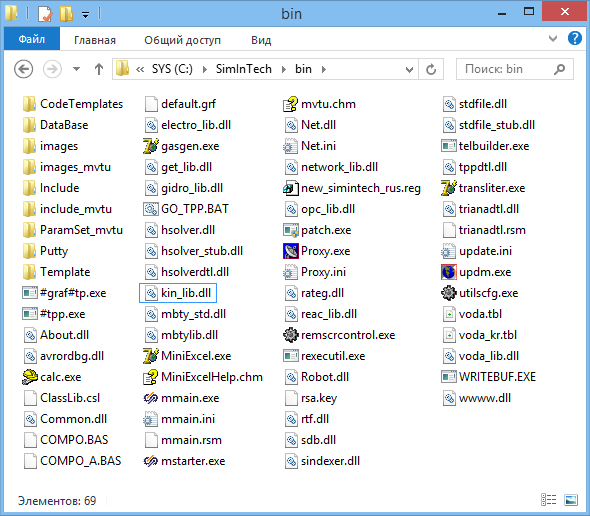 bin
Файл
Главная
Общий доступ
Вид
SYS (C:)
SimInTech
bin
Поиск: bin
CodeTemplates
DataBase
images
images_mvtu
Include
include_mvtu
ParamSet_mvtu
Putty
Template
#graf#tp.exe
#tpp.exe
About.dll
avrordbg.dll
calc.exe
ClassLib.csl
Common.dll
COMPO.BAS
COMPO_A.BAS
default.grf
electro_lib.dll
gasgen.exe
get_lib.dll
gidro_lib.dll
GO_TPP.BAT
hsolver.dll
hsolver_stub.dll
hsolverdtl.dll
kin_lib.dll
mbty_std.dll
mbtylib.dll
MiniExcel.exe
MiniExcelHelp.chm
mmain.exe
mmain.ini
mmain.rsm
mstarter.exe
mvtu.chm
Net.dll
Net.ini
network_lib.dll
new_simintech_rus.reg
opc_lib.dll
patch.exe
Proxy.exe
Proxy.ini
rateg.dll
reac_lib.dll
remscrcontrol.exe
rexecutil.exe
Robot.dll
rsa.key
rtf.dll
sdb.dll
sindexer.dll
stdfile.dll
stdfile_stub.dll
telbuilder.exe
tppdtl.dll
transliter.exe
trianadtl.dll
trianadtl.rsm
update.ini
updm.exe
utilscfg.exe
voda.tbl
voda_kr.tbl
voda_lib.dll
WRITEBUF.EXE
wwww.dll
Элементов: 69